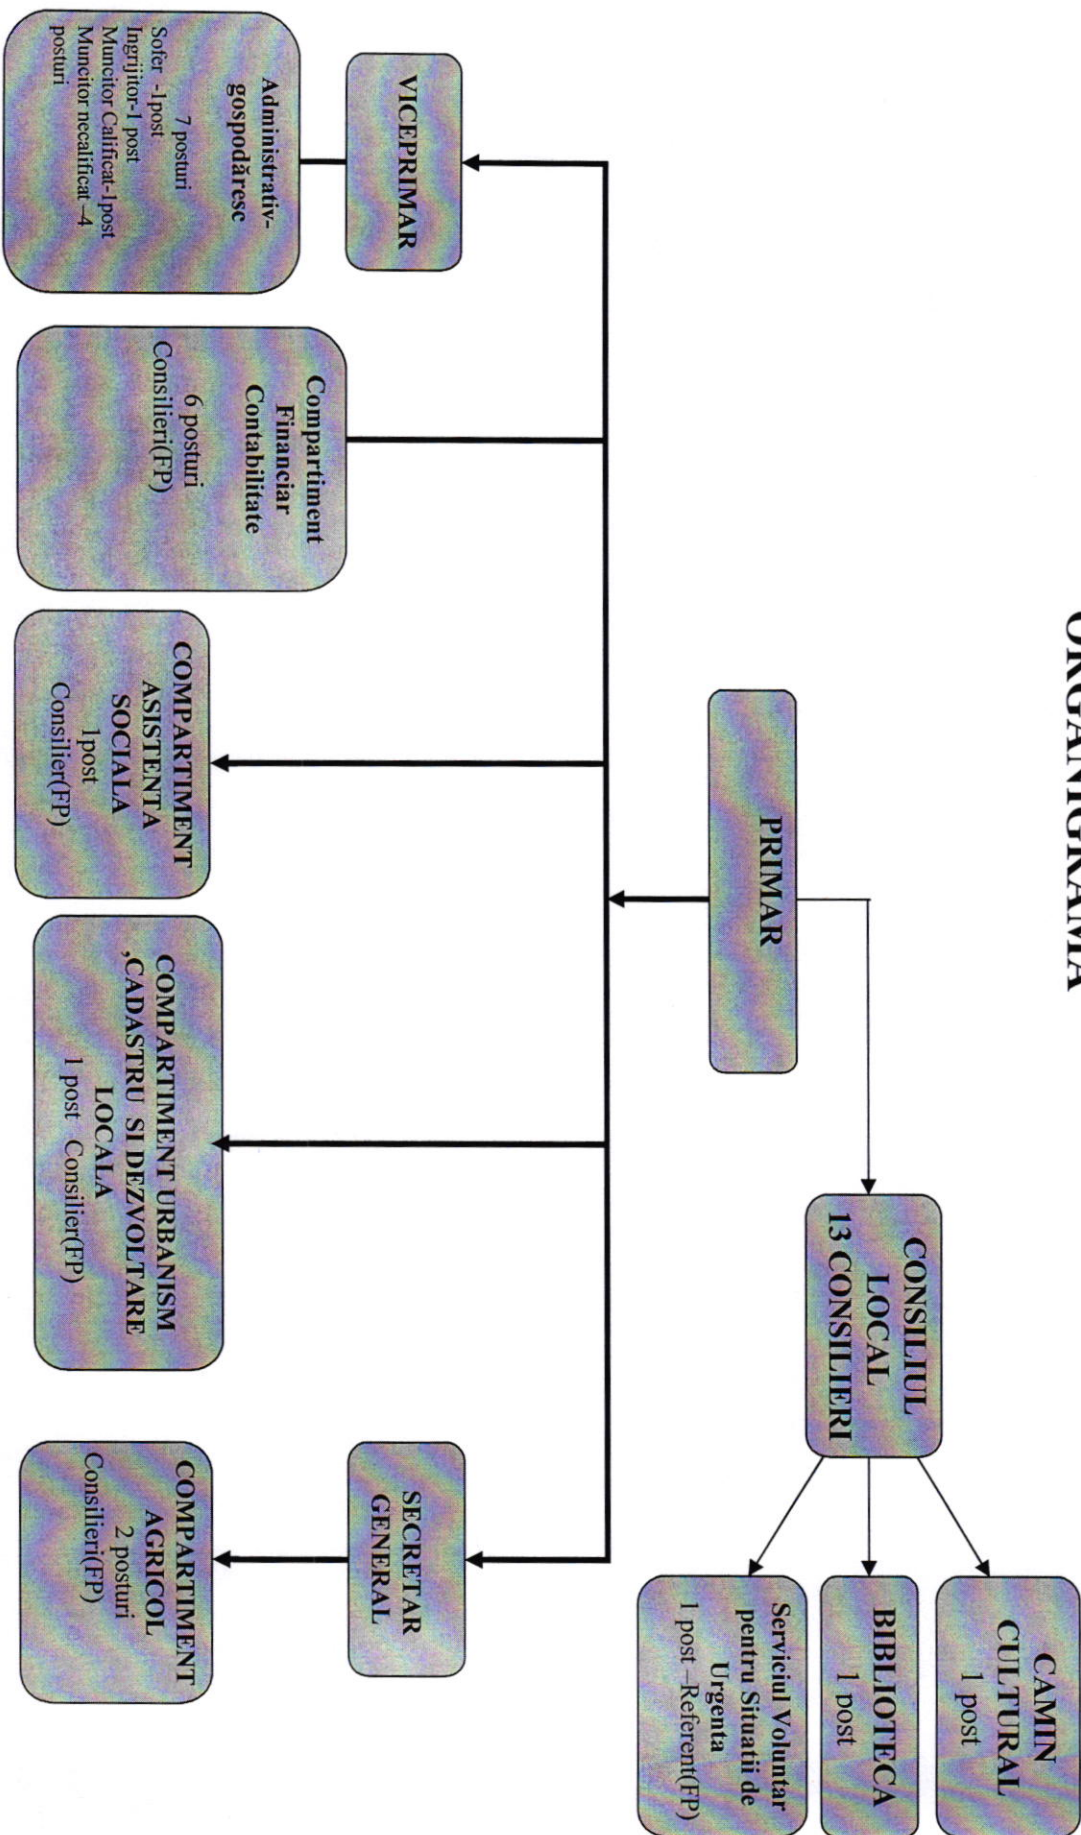 ORGANIGRAMA
PRIMAR
CONSILIUL
LOCAL
13 CONSILIERI
CAMIN
CULTURAL
1 post
BIBLIOTECA
1 post
Serviciul Voluntar
pentru Situatii de
Urgenta
1 post –Referent(FP)
VICEPRIMAR
Administrativ-
gospodăresc
7 posturi
Sofer -1post
Ingrijitor-1 post
Muncitor Calificat-1post
Muncitor necalificat –4
posturi
Compartiment
Financiar
Contabilitate
6 posturi
Consilieri(FP)
COMPARTIMENT
ASISTENTA
SOCIALA
1post
Consilier(FP)
COMPARTIMENT URBANISM
,CADASTRU SI DEZVOLTARE
LOCALA
1 post Consilier(FP)
SECRETAR
GENERAL
COMPARTIMENT
AGRICOL
2 posturi
Consilieri(FP)